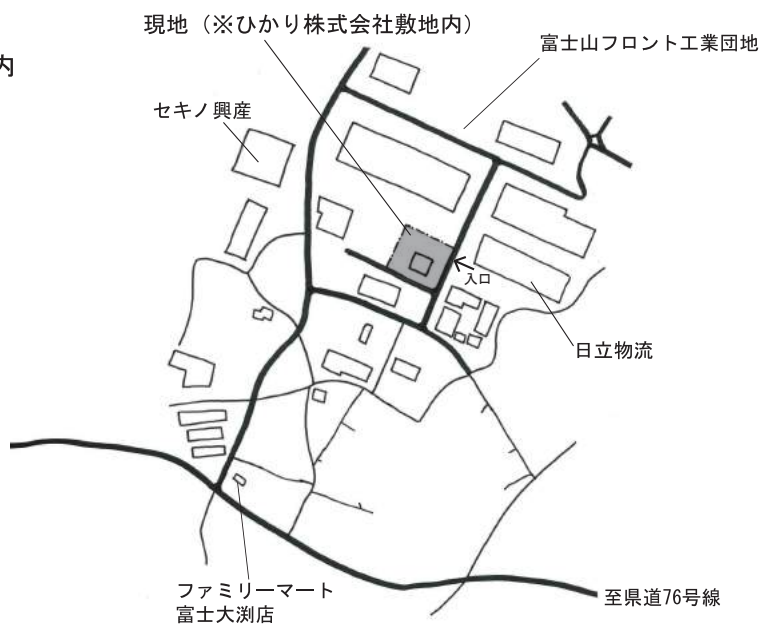 現地（※ひかり株式会社敷地内）
富士山フロント工業団地
内
セキノ興産
入口
日立物流
ファミリーマート
富士大渕店
至県道76号線